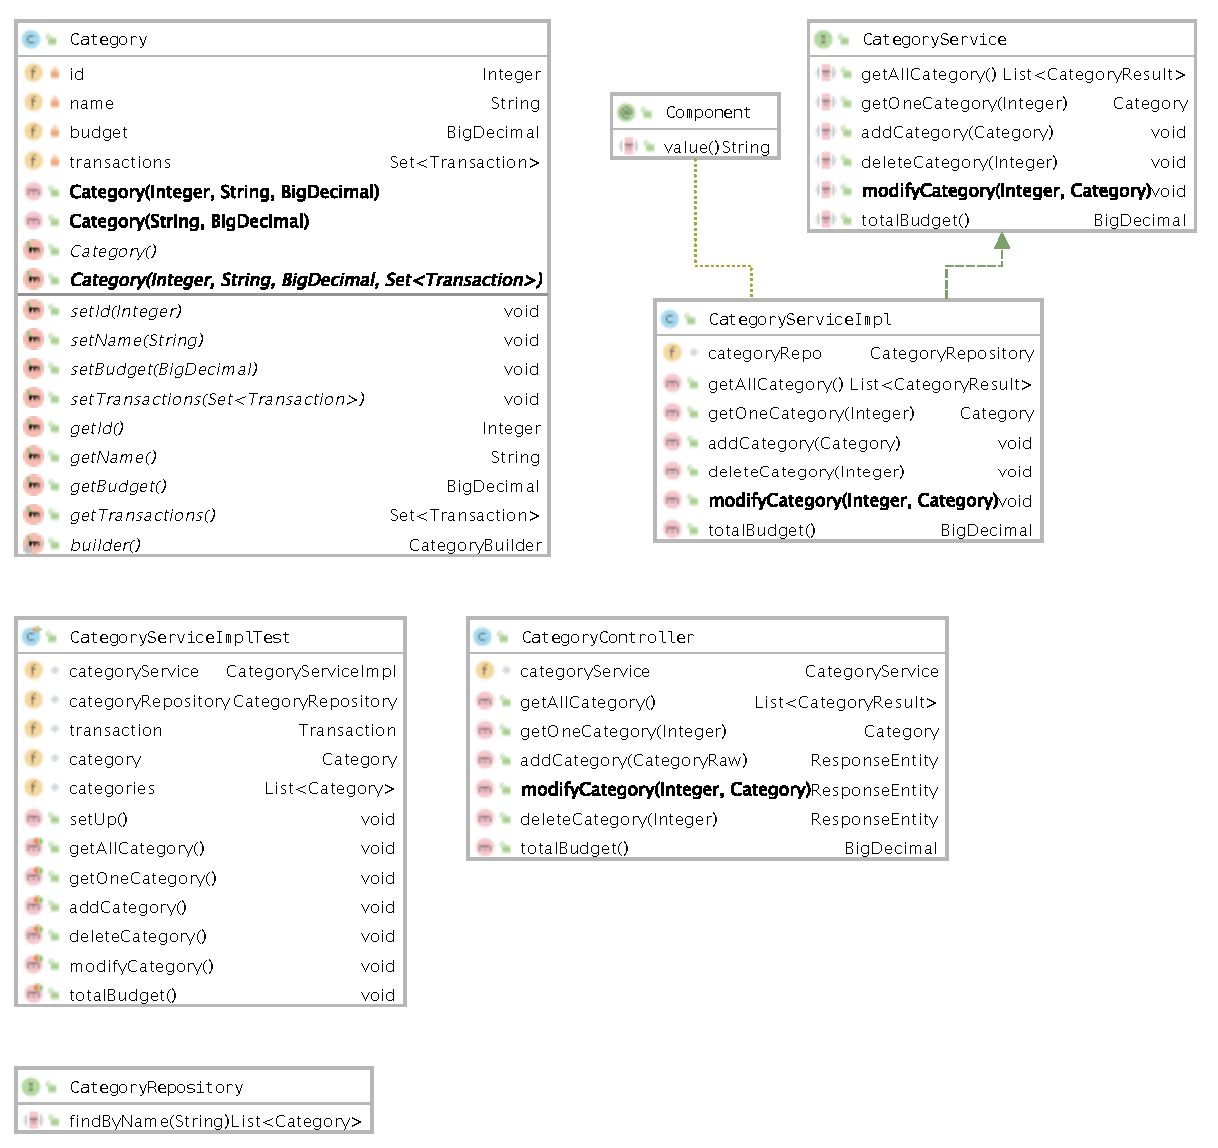 Category
id Integer
name String
budget BigDecimal
transactions Set<Transaction>
Category(Integer, String, BigDecimal)
Category(String, BigDecimal)
Category()
Category(Integer, String, BigDecimal, Set<Transaction>)
setId(Integer) void
setName(String) void
setBudget(BigDecimal) void
setTransactions(Set<Transaction>) void
getId() Integer
getName() String
getBudget() BigDecimal
getTransactions() Set<Transaction>
builder() CategoryBuilder
Component
value() String
CategoryService
getAllCategory() List<CategoryResult>
getOneCategory(Integer) Category
addCategory(Category) void
deleteCategory(Integer) void
modifyCategory(Integer, Category) void
totalBudget() BigDecimal
CategoryServiceImpl
categoryRepo CategoryRepository
getAllCategory() List<CategoryResult>
getOneCategory(Integer) Category
addCategory(Category) void
deleteCategory(Integer) void
modifyCategory(Integer, Category) void
totalBudget() BigDecimal
CategoryServiceImplTest
categoryService CategoryServiceImpl
categoryRepository CategoryRepository
transaction Transaction
category Category
categories List<Category>
setUp() void
getAllCategory() void
getOneCategory() void
addCategory() void
deleteCategory() void
modifyCategory() void
totalBudget() void
CategoryController
categoryService CategoryService
getAllCategory() List<CategoryResult>
getOneCategory(Integer) Category
addCategory(CategoryRaw) ResponseEntity
modifyCategory(Integer, Category) ResponseEntity
deleteCategory(Integer) ResponseEntity
totalBudget() BigDecimal
CategoryRepository
findByName(String) List<Category>